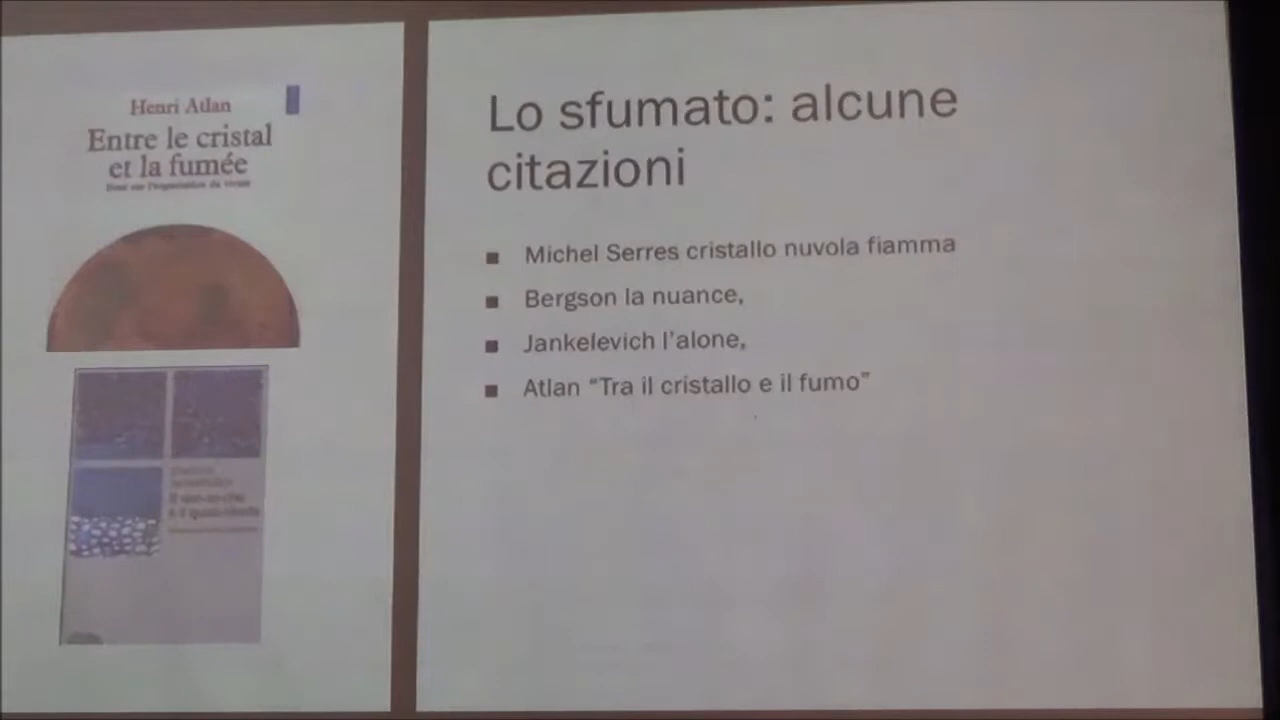 Henri Atlan
Entre le cristal
et la fumée
Lo sfumato: alcune
citazioni
■ Michel Serres cristallo nuvola fiamma
■ Bergson la nuance,
■ Jankelevich l'alone,
■ Atlan “Tra il cristallo e il fumo”